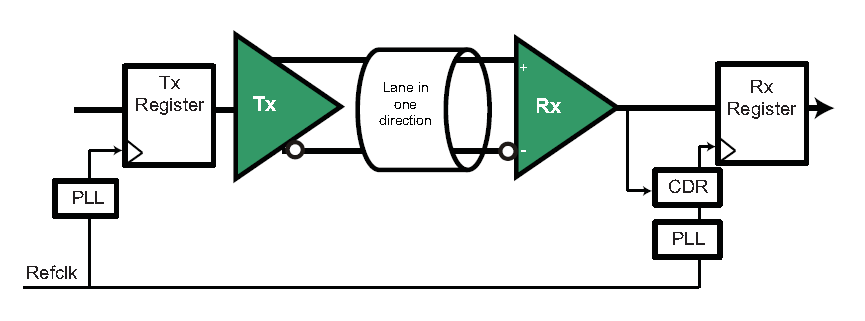 Tx
Register
Tx
Lane in
one
direction
+
-
Rx
Rx
Register
PLL
CDR
PLL
Refclk